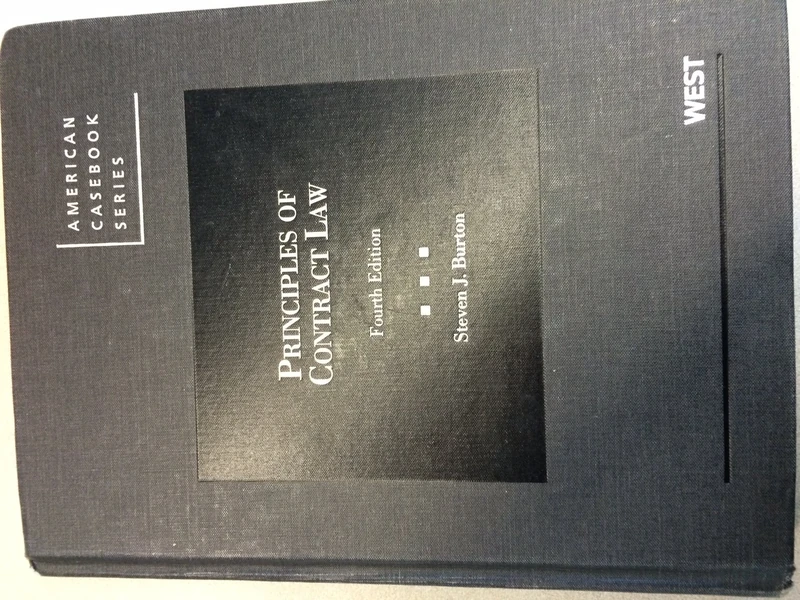 AMERICAN
CASEBOOK
SERIES
PRINCIPLES OF
CONTRACT LAW
Fourth Edition
Steven J. Burton
WEST